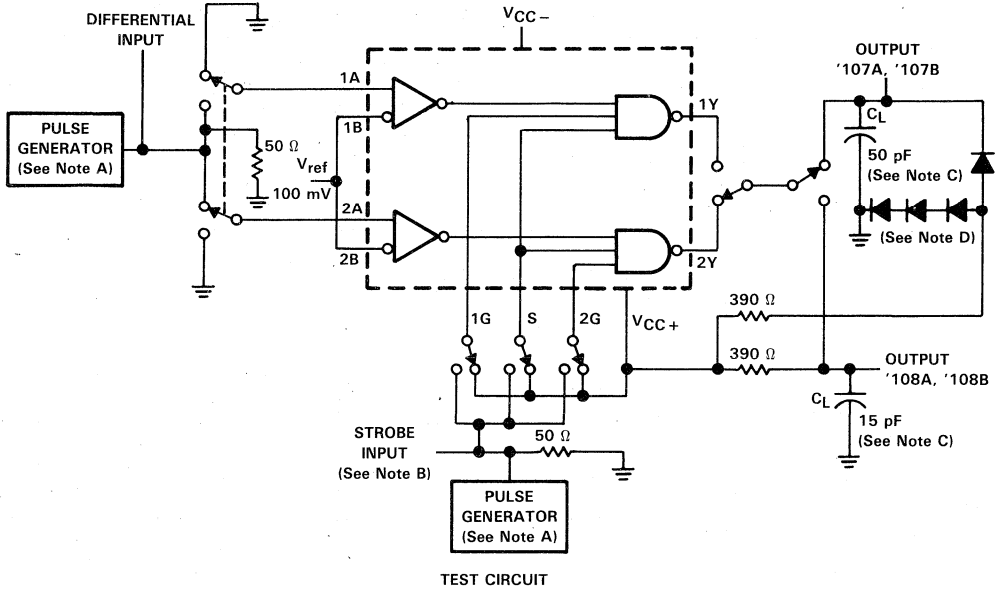 DIFFERENTIAL
INPUT
VCC−
OUTPUT
'107A, '107B
1A
1Y
CL
PULSE
GENERATOR
(See Note A)
50 Ω
1B
Vref
100 mV
50 pF
(See Note C)
2A
(See Note D)
2B
2Y
1G
S
2G
VCC+
390 Ω
390 Ω
OUTPUT
'108A, '108B
CL
15 pF
(See Note C)
STROBE
INPUT
(See Note B)
50 Ω
PULSE
GENERATOR
(See Note A)
TEST CIRCUIT